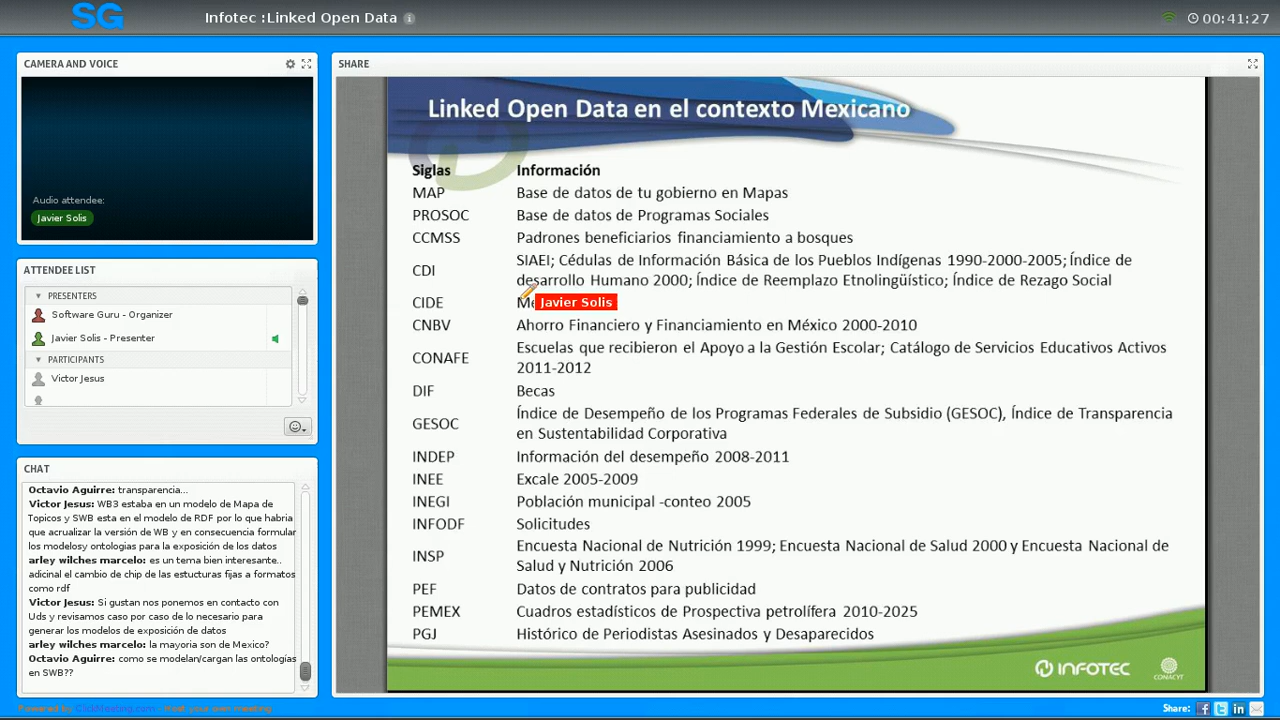 SG
Infotec :Linked Open Data
00:41:27
CAMERA AND VOICE
Audio attendee:
Javier Solis
ATTENDEE LIST
PRESENTERS
Software Guru - Organizer
Javier Solis - Presenter
PARTICIPANTS
Victor Jesus
CHAT
Octavio Aguirre: transparencia...
Victor Jesus: WB3 estaba en un modelo de Mapa de
Topicos y SWB esta en el modelo de RDF por lo que habria
que acrualizar la versión de WB y en consecuencia formular
los modelosy ontologias para la exposición de los datos
arley wilches marcelo: es un tema bien interesante..
adicinal el cambio de chip de las estucturas fijas a formatos
como rdf
Victor Jesus: Si gustan nos ponemos en contacto con
Uds y revisamos caso por caso de lo necesario para
generar los modelos de exposición de datos
arley wilches marcelo: la mayoria son de Mexico?
Octavio Aguirre: como se modelan/cargan las ontologías
en SWB??
Powered by ClickMeeting.com - Host your own meeting
SHARE
Linked Open Data en el contexto Mexicano
Siglas Información
MAP Base de datos de tu gobierno en Mapas
PROSOC Base de datos de Programas Sociales
CCMSS Padrones beneficiarios financiamiento a bosques
CDI SIAEI; Cédulas de Información Básica de los Pueblos Indígenas 1990-2000-2005; Índice de
desarrollo Humano 2000; Índice de Reemplazo Etnolingüístico; Índice de Rezago Social
CIDE Javier Solis
CNBV Ahorro Financiero y Financiamiento en México 2000-2010
CONAFE Escuelas que recibieron el Apoyo a la Gestión Escolar; Catálogo de Servicios Educativos Activos
2011-2012
DIF Becas
GESOC Índice de Desempeño de los Programas Federales de Subsidio (GESOC), Índice de Transparencia
en Sustentabilidad Corporativa
INDEP Información del desempeño 2008-2011
INEE Excale 2005-2009
INEGI Población municipal -conteo 2005
INFODF Solicitudes
INSP Encuesta Nacional de Nutrición 1999; Encuesta Nacional de Salud 2000 y Encuesta Nacional de
Salud y Nutrición 2006
PEF Datos de contratos para publicidad
PEMEX Cuadros estadísticos de Prospectiva petrolífera 2010-2025
PGJ Histórico de Periodistas Asesinados y Desaparecidos
INFOTEC
CONACYT
Share: